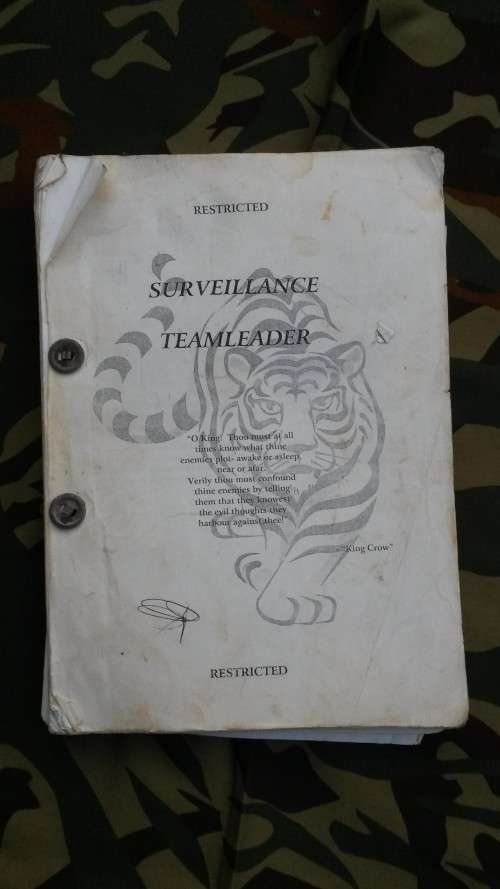 RESTRICTED
SURVEILLANCE
TEAMLEADER
"O King! Thou must at all
times know what thine
enemies plot- awake or asleep,
near or afar.
Verily thou must confound
thine enemies by telling
them that they knowest
the evil thoughts they
harbour against thee!"
- "King Crow"
RESTRICTED